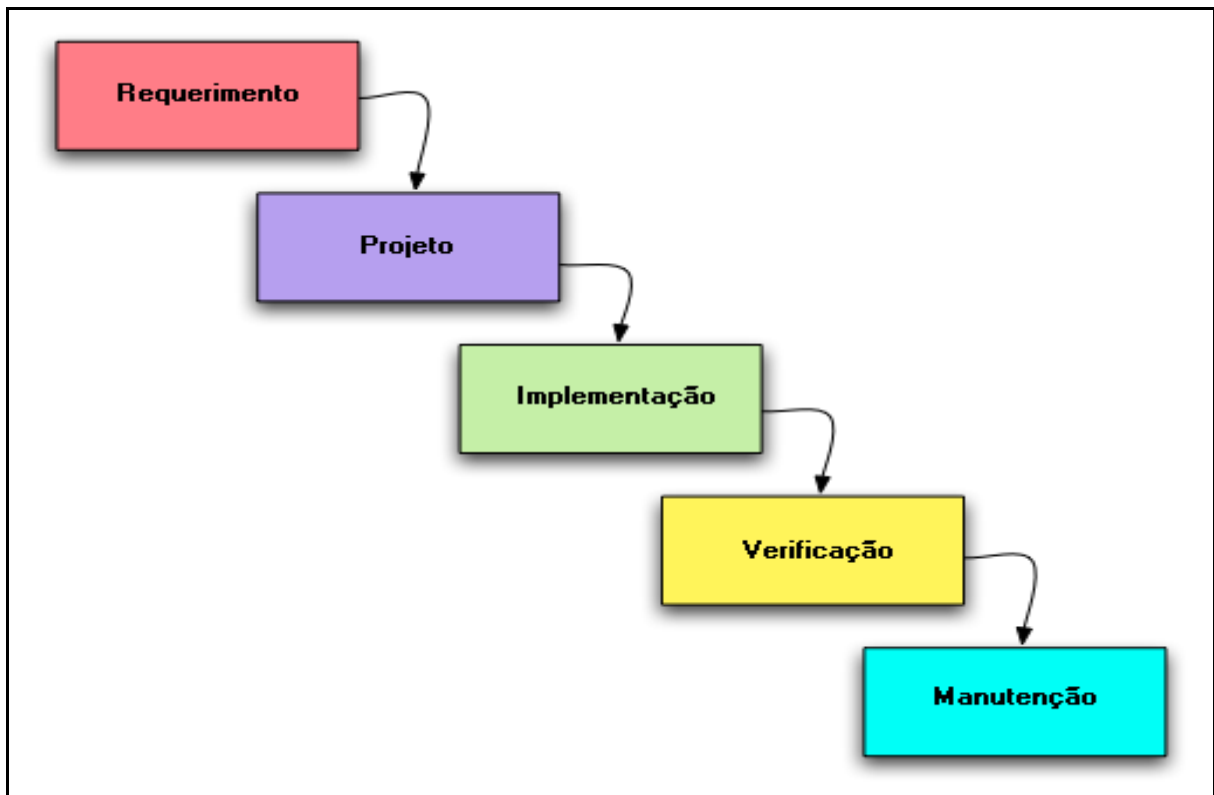 Requerimento
Projeto
Implementação
Verificação
Manutenção